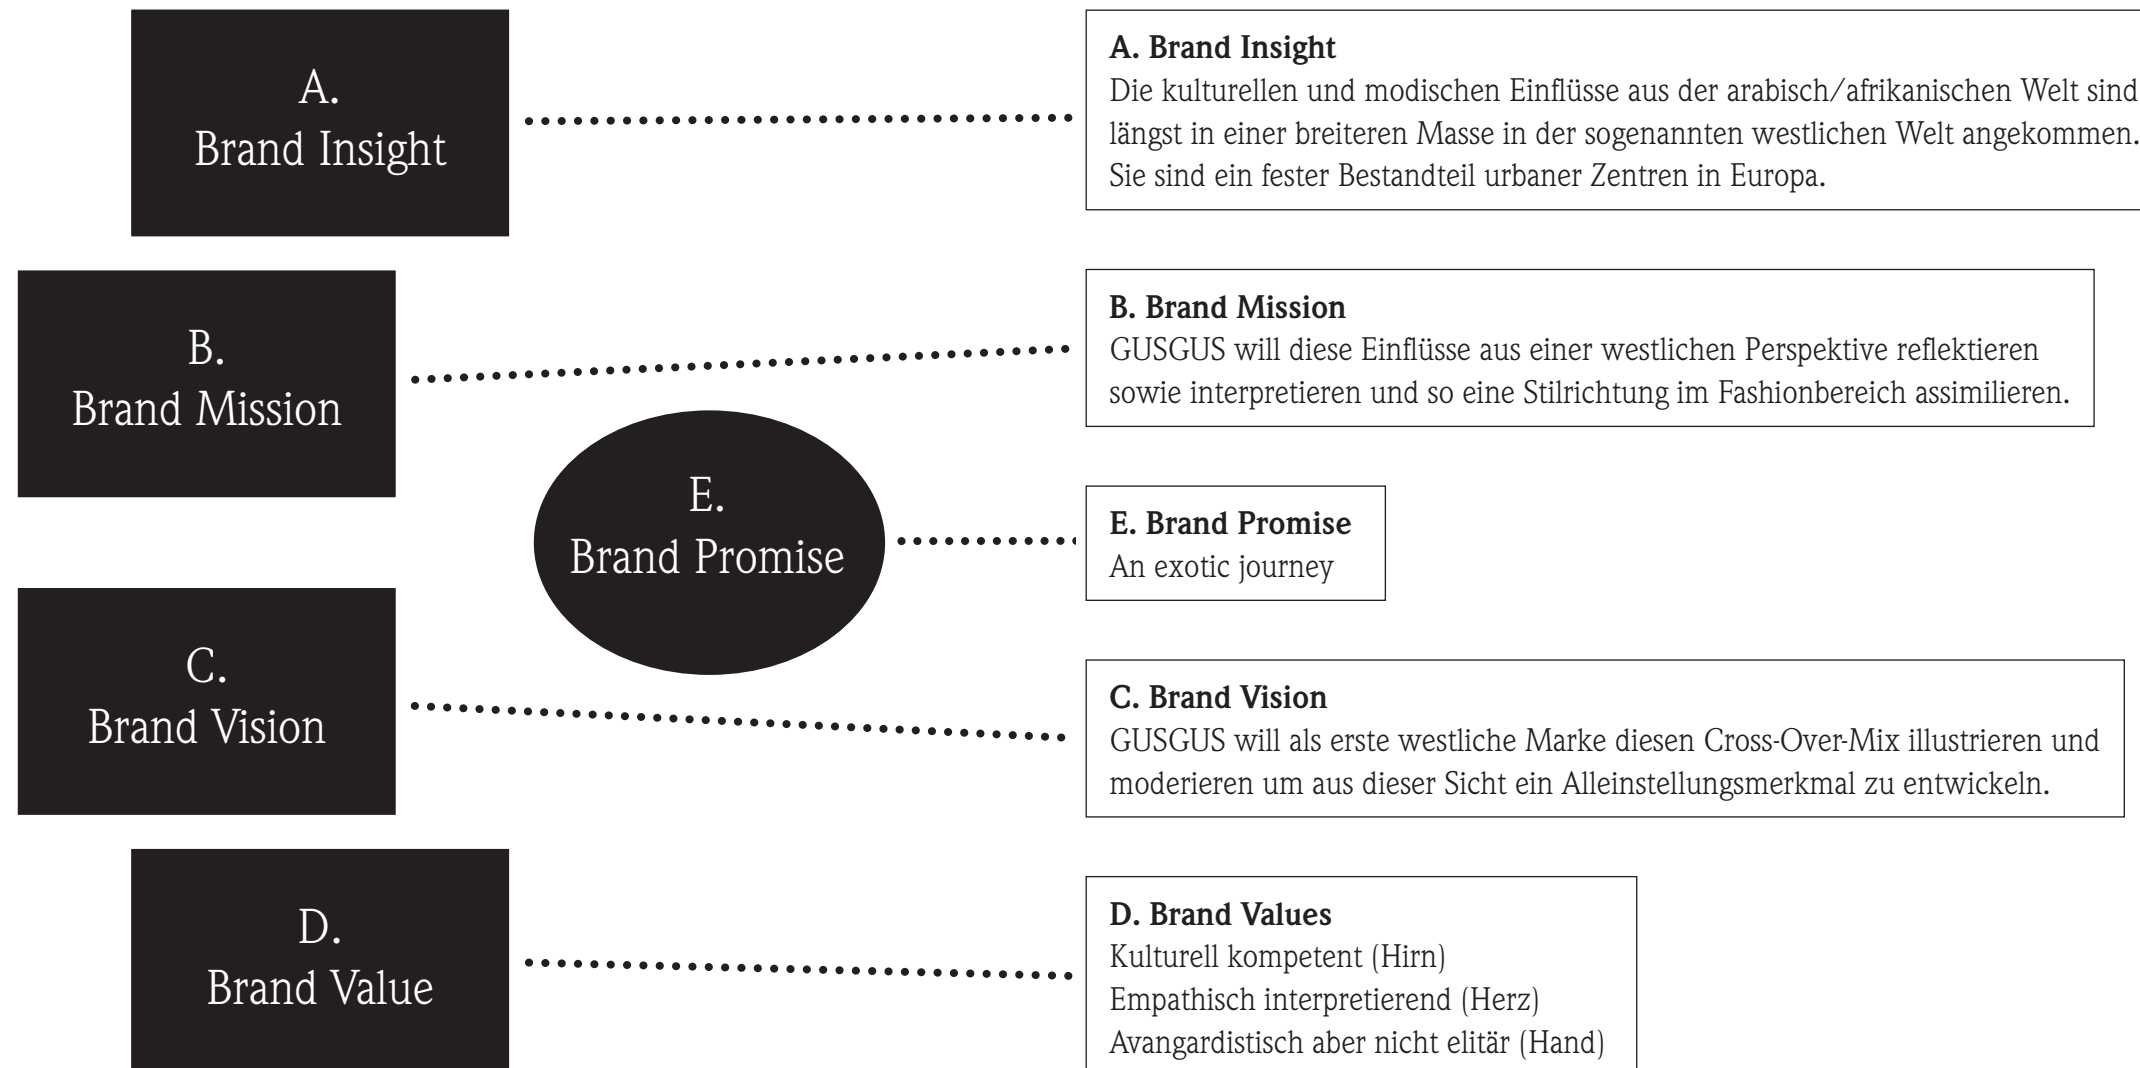 A.
Brand Insight
A. Brand Insight
Die kulturellen und modischen Einflüsse aus der arabisch/afrikanischen Welt sind
längst in einer breiteren Masse in der sogenannten westlichen Welt angekommen.
Sie sind ein fester Bestandteil urbaner Zentren in Europa.
B.
Brand Mission
B. Brand Mission
GUSGUS will diese Einflüsse aus einer westlichen Perspektive reflektieren
sowie interpretieren und so eine Stilrichtung im Fashionbereich assimilieren.
E.
Brand Promise
E. Brand Promise
An exotic journey
C.
Brand Vision
C. Brand Vision
GUSGUS will als erste westliche Marke diesen Cross-Over-Mix illustrieren und
moderieren um aus dieser Sicht ein Alleinstellungsmerkmal zu entwickeln.
D.
Brand Value
D. Brand Values
Kulturell kompetent (Hirn)
Empathisch interpretierend (Herz)
Avangardistisch aber nicht elitär (Hand)